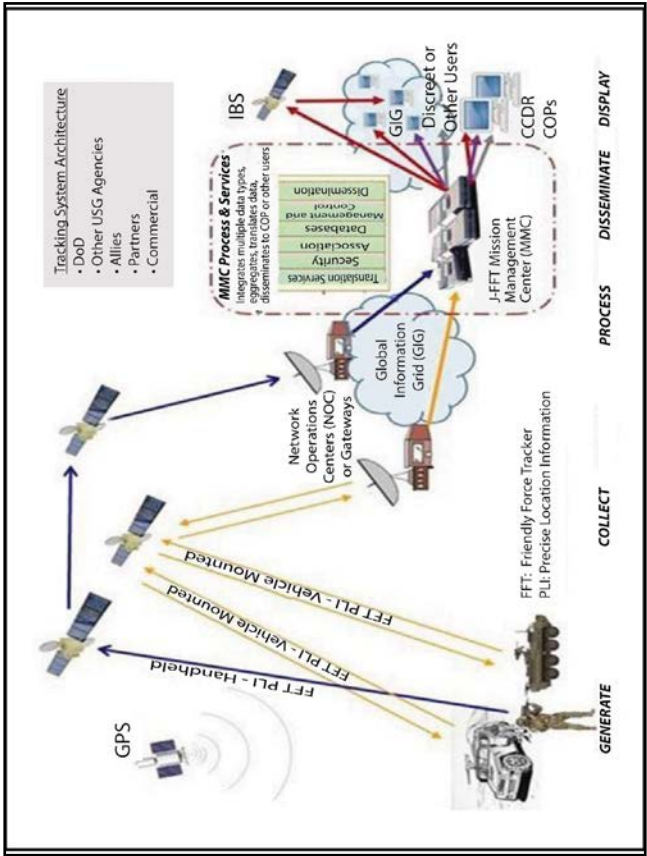 Tracking System Architecture
• DoD
• Other USG Agencies
• Allies
• Partners
• Commercial
GPS
IBS
MMC Process & Services
Integrates multiple data types,
aggregates, translates data,
disseminates to COP or other users
Translation Services
Security
Association
Databases
Management and
Control
Dissemination
GIG
Discreet or
Other Users
CCDR
COPs
Network
Operations
Centers (NOC)
or Gateways
Global
Information
Grid (GIG)
J-FFT Mission
Management
Center (MMC)
FFT PLI - Handheld
FFT PLI - Vehicle Mounted
FFT PLI - Vehicle Mounted
FFT: Friendly Force Tracker
PLI: Precise Location Information
GENERATE
COLLECT
PROCESS
DISSEMINATE
DISPLAY